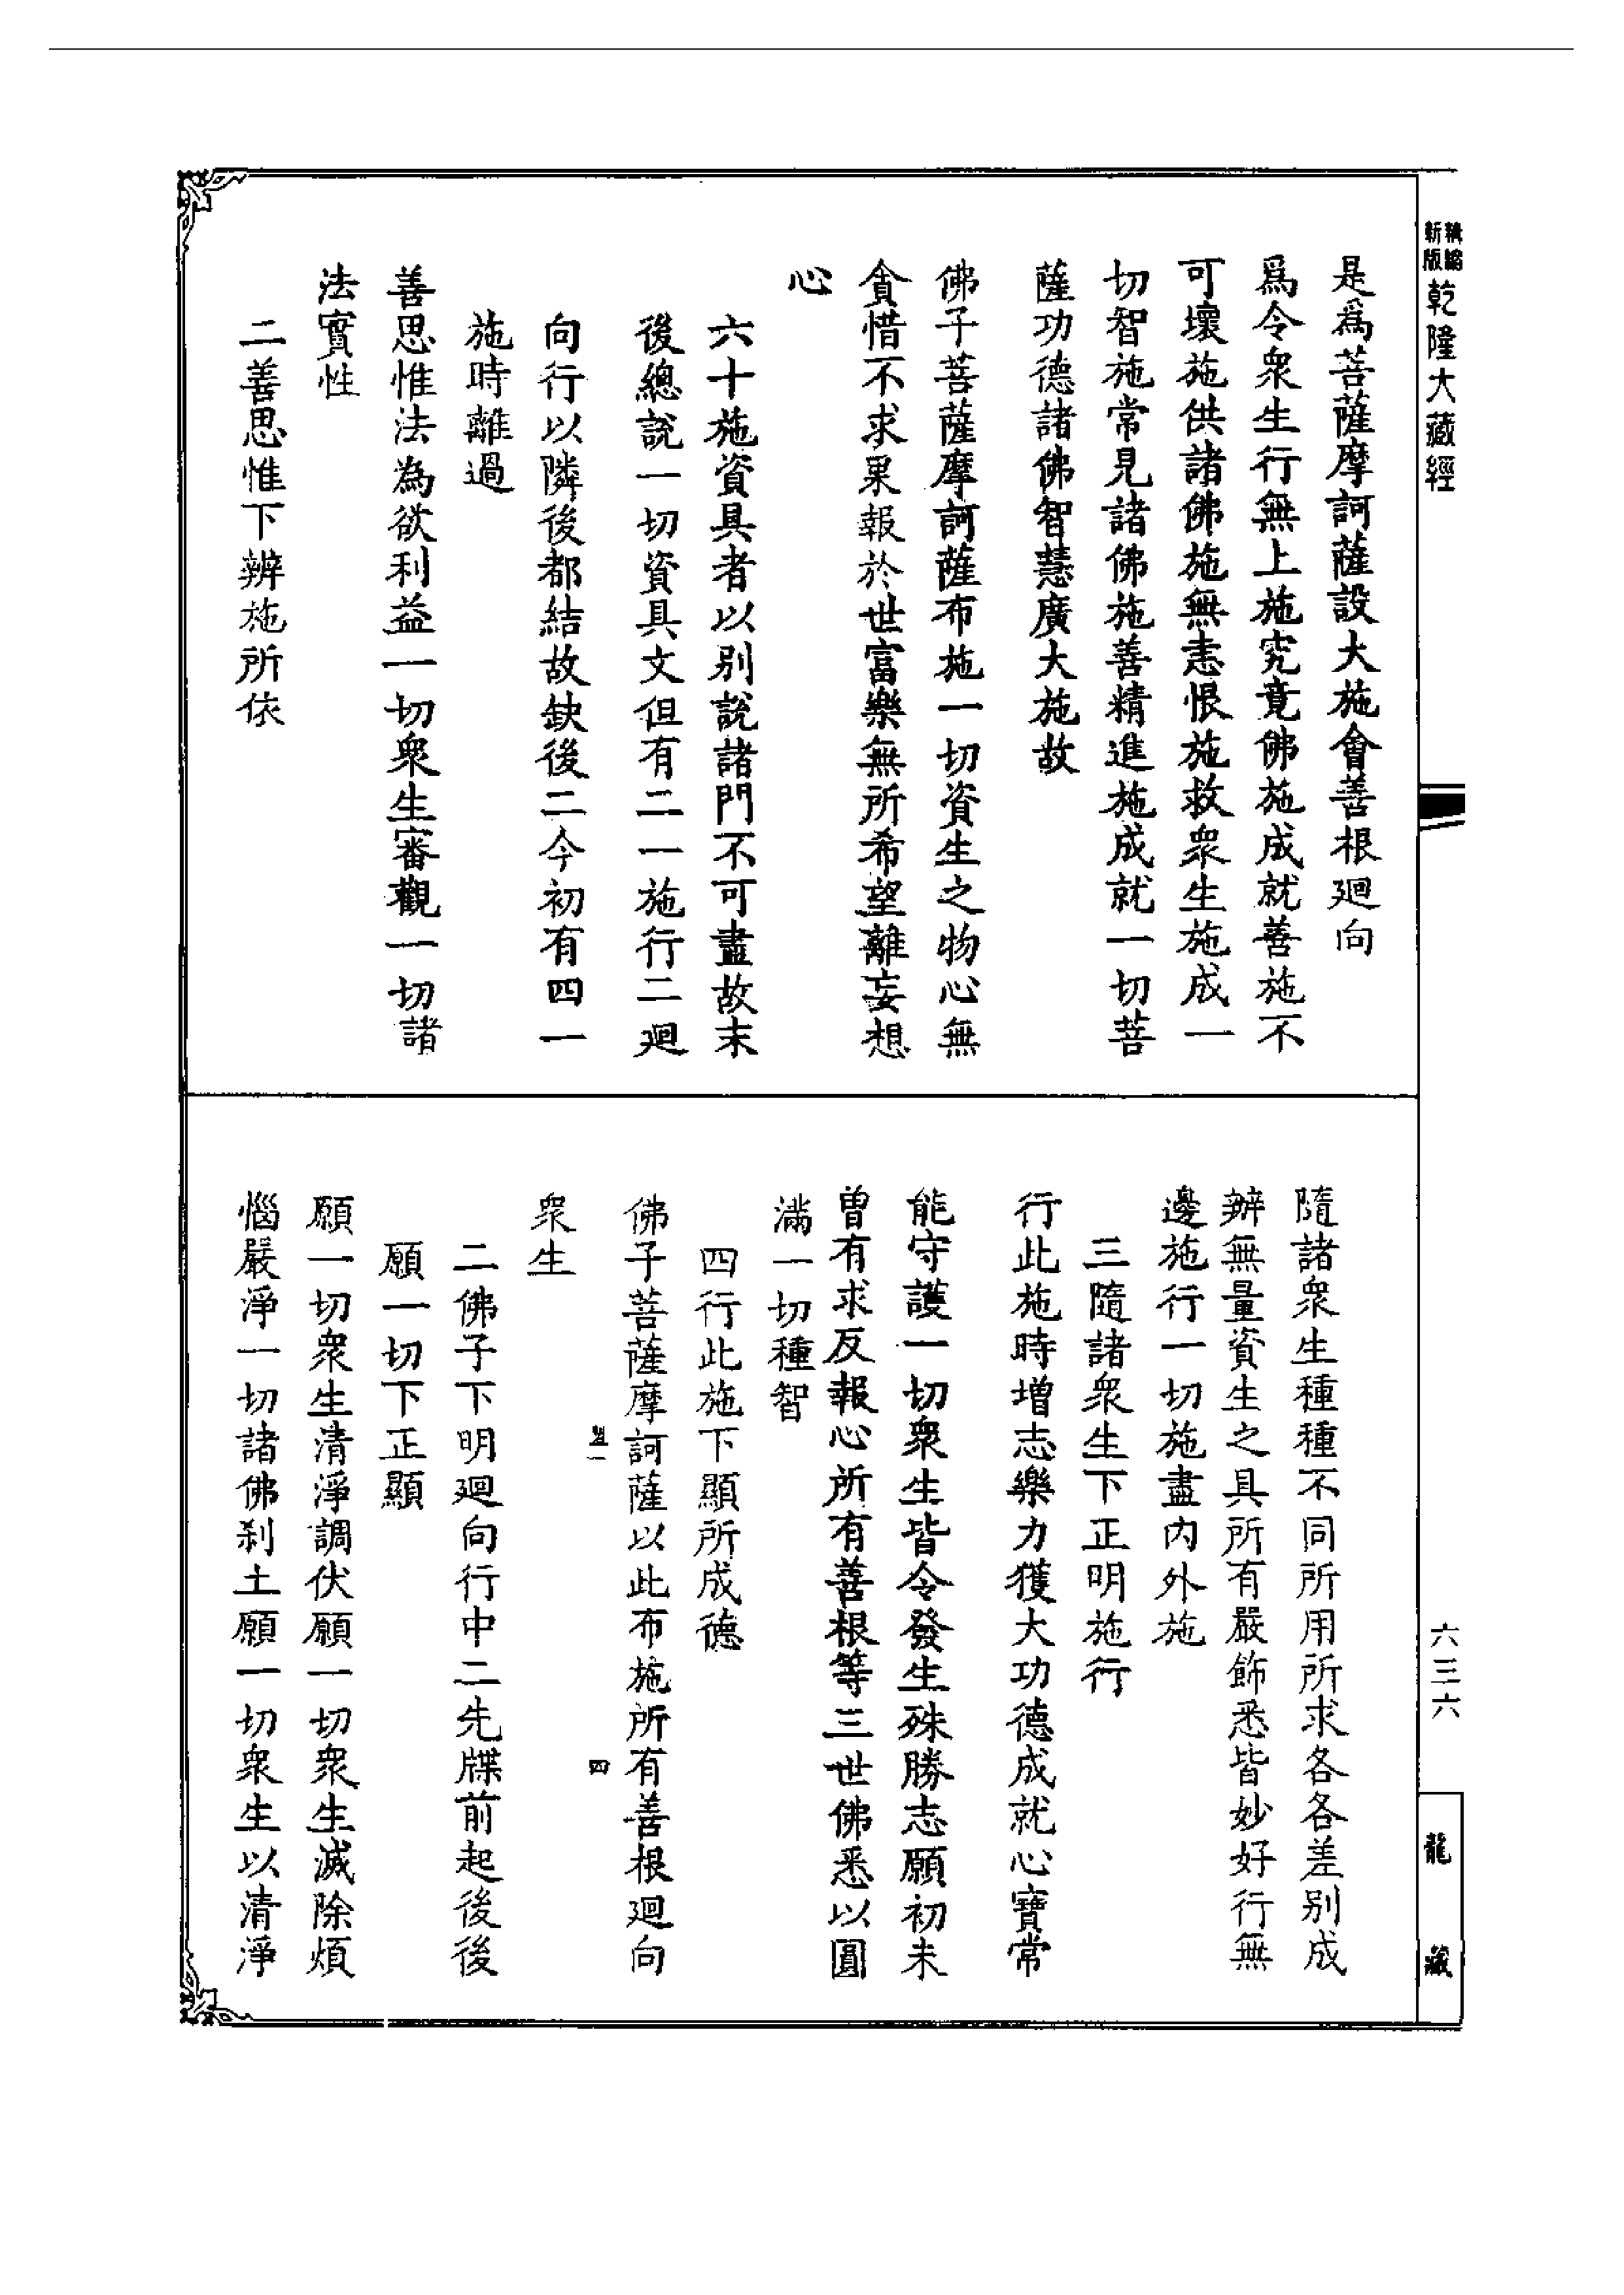 新版精縮乾隆大藏經
是爲菩薩摩訶薩設大施會善根廻向
爲令衆生行無上施究竟佛施成就善施不
可壞施供諸佛施無恚恨施救衆生施成一
切智施常見諸佛施善精進施成就一切菩
薩功德諸佛智慧廣大施故
佛子菩薩摩訶薩布施一切資生之物心無
貪惜不求果報於世富樂無所希望離妄想
心
六十施資具者以別說諸門不可盡故末
後總說一切資具文但有二一施行二廻
向行以隣後都結故缺後二今初有四一
施時離過
善思惟法為欲利益一切衆生審觀一切諸
法實性
二善思惟下辨施所依
隨諸衆生種種不同所用所求各各差別成
辦無量資生之具所有嚴飾悉皆妙好行無
邊施行一切施盡內外施
三隨諸衆生下正明施行
行此施時增志樂力獲大功德成就心寶常
能守護一切衆生皆令發生殊勝志願初未
曾有求反報心所有善根等三世佛悉以圓
滿一切種智
四行此施下顯所成德
佛子菩薩摩訶薩以此布施所有善根廻向
四
衆生
二佛子下明廻向行中二先牒前起後後
願一切下正顯
願一切衆生清淨調伏願一切衆生滅除煩
惱嚴淨一切諸佛刹土願一切衆生以清淨
六三六
龍藏